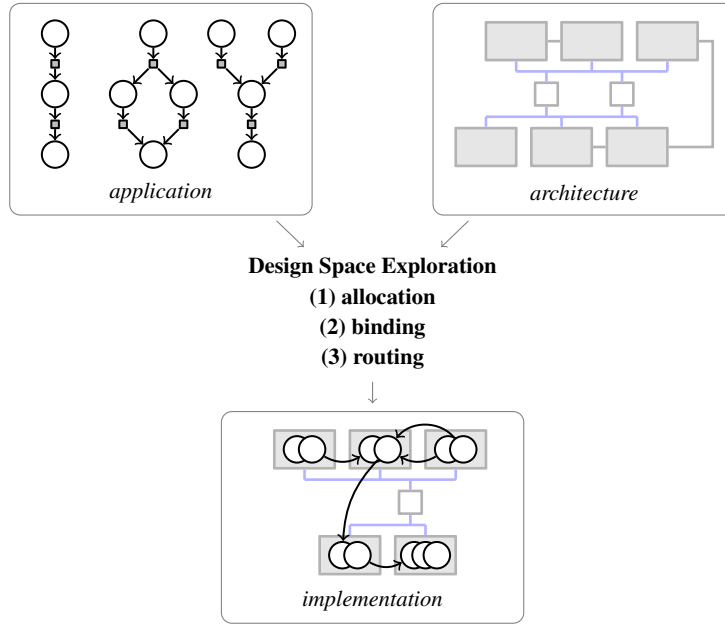 application
architecture
Design Space Exploration
(1) allocation
(2) binding
(3) routing
implementation